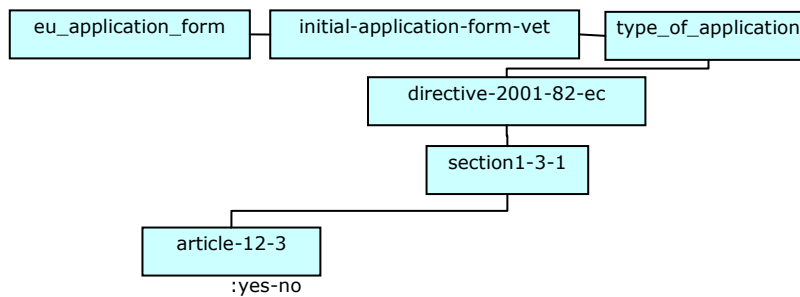 eu_application_form
initial-application-form-vet
type_of_application
directive-2001-82-ec
section1-3-1
article-12-3
:yes-no